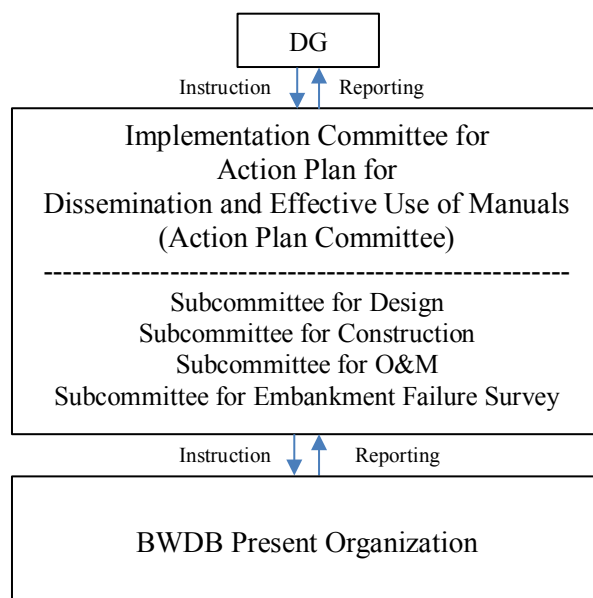 DG
Instruction Reporting
Implementation Committee for
Action Plan for
Dissemination and Effective Use of Manuals
(Action Plan Committee)
Subcommittee for Design
Subcommittee for Construction
Subcommittee for O&M
Subcommittee for Embankment Failure Survey
Instruction Reporting
BWDB Present Organization